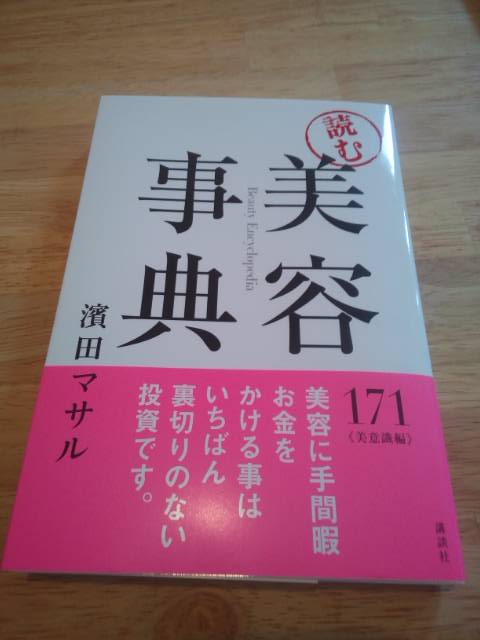 読む
美容
事典
Beauty Encyclopedia
濱田マサル
171
《美意識編》
美容に手間暇
お金を
かける事は
いちばん
裏切りのない
投資です。
講談社